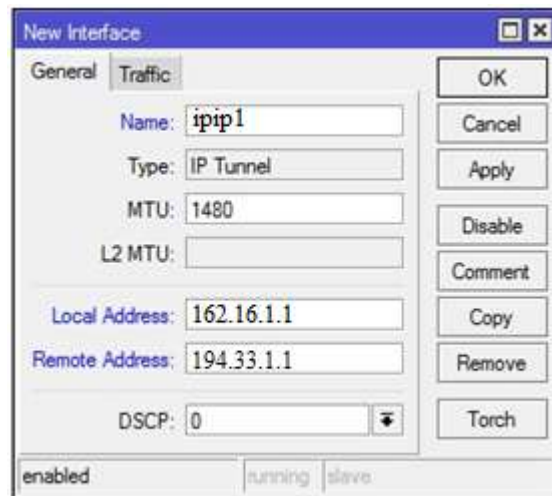 New Interface
General Traffic
Name: ipip1
Type: IP Tunnel
MTU: 1480
L2 MTU:
Local Address: 162.16.1.1
Remote Address: 194.33.1.1
DSCP: 0
OK
Cancel
Apply
Disable
Comment
Copy
Remove
Torch
enabled running slave